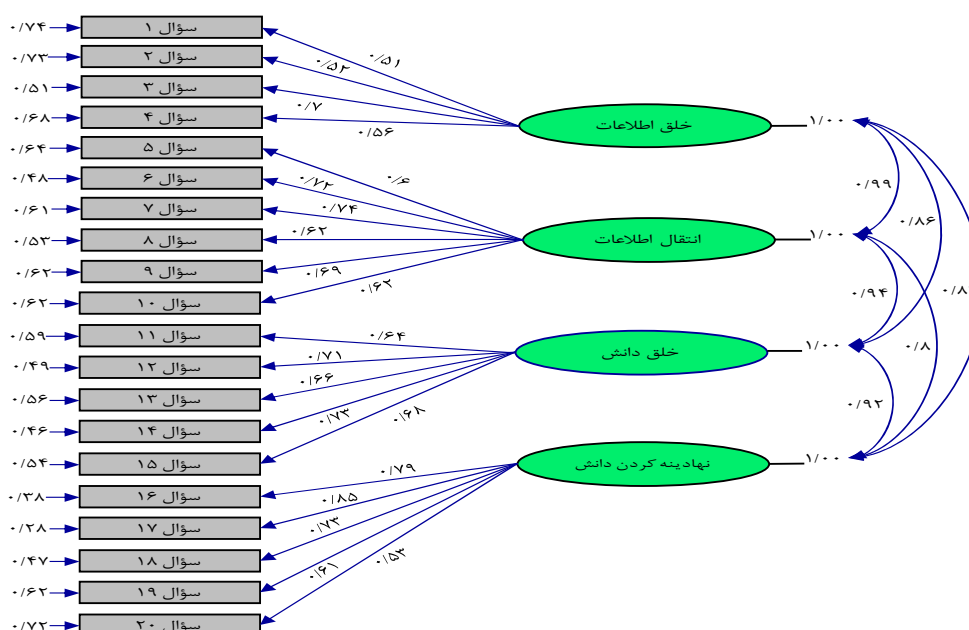 ۰/۷۴ سؤال ۱
۰/۷۳ سؤال ۲
۰/۵۱ سؤال ۳
۰/۶۸ سؤال ۴
۰/۶۴ سؤال ۵
۰/۴۸ سؤال ۶
۰/۶۱ سؤال ۷
۰/۵۳ سؤال ۸
۰/۶۲ سؤال ۹
۰/۶۲ سؤال ۱۰
۰/۵۹ سؤال ۱۱
۰/۴۹ سؤال ۱۲
۰/۵۶ سؤال ۱۳
۰/۴۶ سؤال ۱۴
۰/۵۴ سؤال ۱۵
۰/۳۸ سؤال ۱۶
۰/۲۸ سؤال ۱۷
۰/۴۷ سؤال ۱۸
۰/۶۲ سؤال ۱۹
۰/۷۲ سؤال ۲۰
۰/۵۱
۰/۵۲
۰/۷
۰/۵۶
۰/۶
۰/۷۲
۰/۷۴
۰/۶۲
۰/۶۹
۰/۶۲
۰/۶۴
۰/۷۱
۰/۶۶
۰/۷۳
۰/۶۸
۰/۷۹
۰/۸۵
۰/۷۳
۰/۶۱
۰/۵۳
خلق اطلاعات
۱/۰۰
انتقال اطلاعات
۱/۰۰
خلق دانش
۱/۰۰
نهادینه کردن دانش
۱/۰۰
۰/۹۹
۰/۸۶
۰/۹۴
۰/۸
۰/۸
۰/۹۲